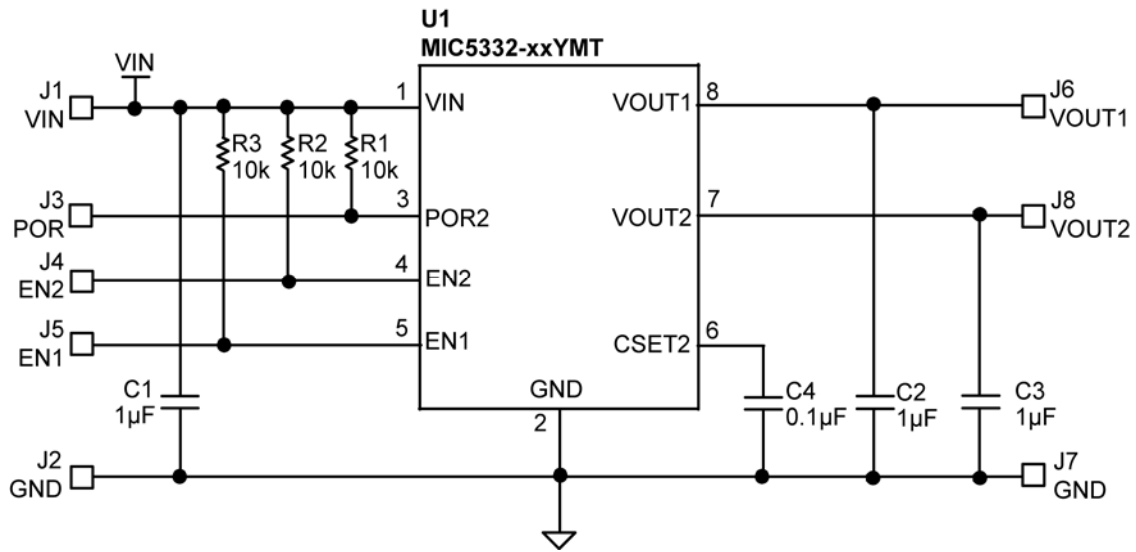 U1
MIC5332-xxYMT
VIN
J1
VIN
1
VIN
VOUT1
8
J6
VOUT1
R3
10k
R2
10k
R1
10k
J3
POR
3
POR2
VOUT2
7
J8
VOUT2
J4
EN2
4
EN2
J5
EN1
5
EN1
CSET2
6
C1
1µF
GND
2
C4
0.1µF
C2
1µF
C3
1µF
J2
GND
J7
GND